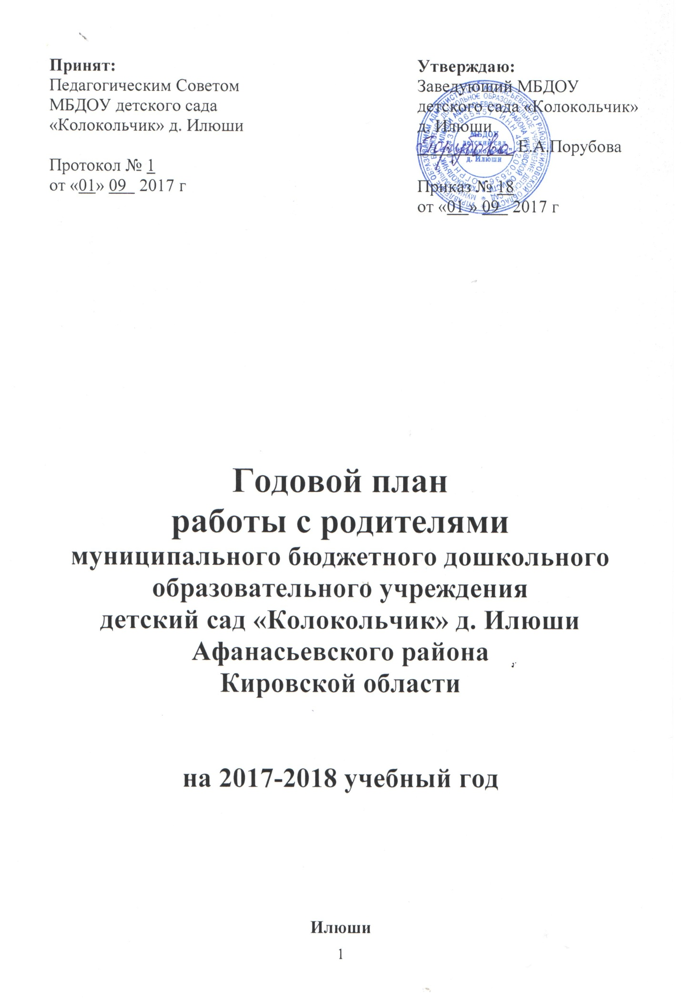 Принят:
Педагогическим Советом
МБДОУ детского сада
«Колокольчик» д. Илюши
Протокол № 1
от «01» 09 2017 г
Утверждаю:
Заведующий МБДОУ
детского сада «Колокольчик»
д. Илюши
Е.А.Порубова
Приказ № 18
от «01 » 09 2017 г
МБДОУ
детский сад
д. Илюши
Годовой план
работы с родителями
муниципального бюджетного дошкольного
образовательного учреждения
детский сад «Колокольчик» д. Илюши
Афанасьевского района
Кировской области
на 2017-2018 учебный год
Илюши
1